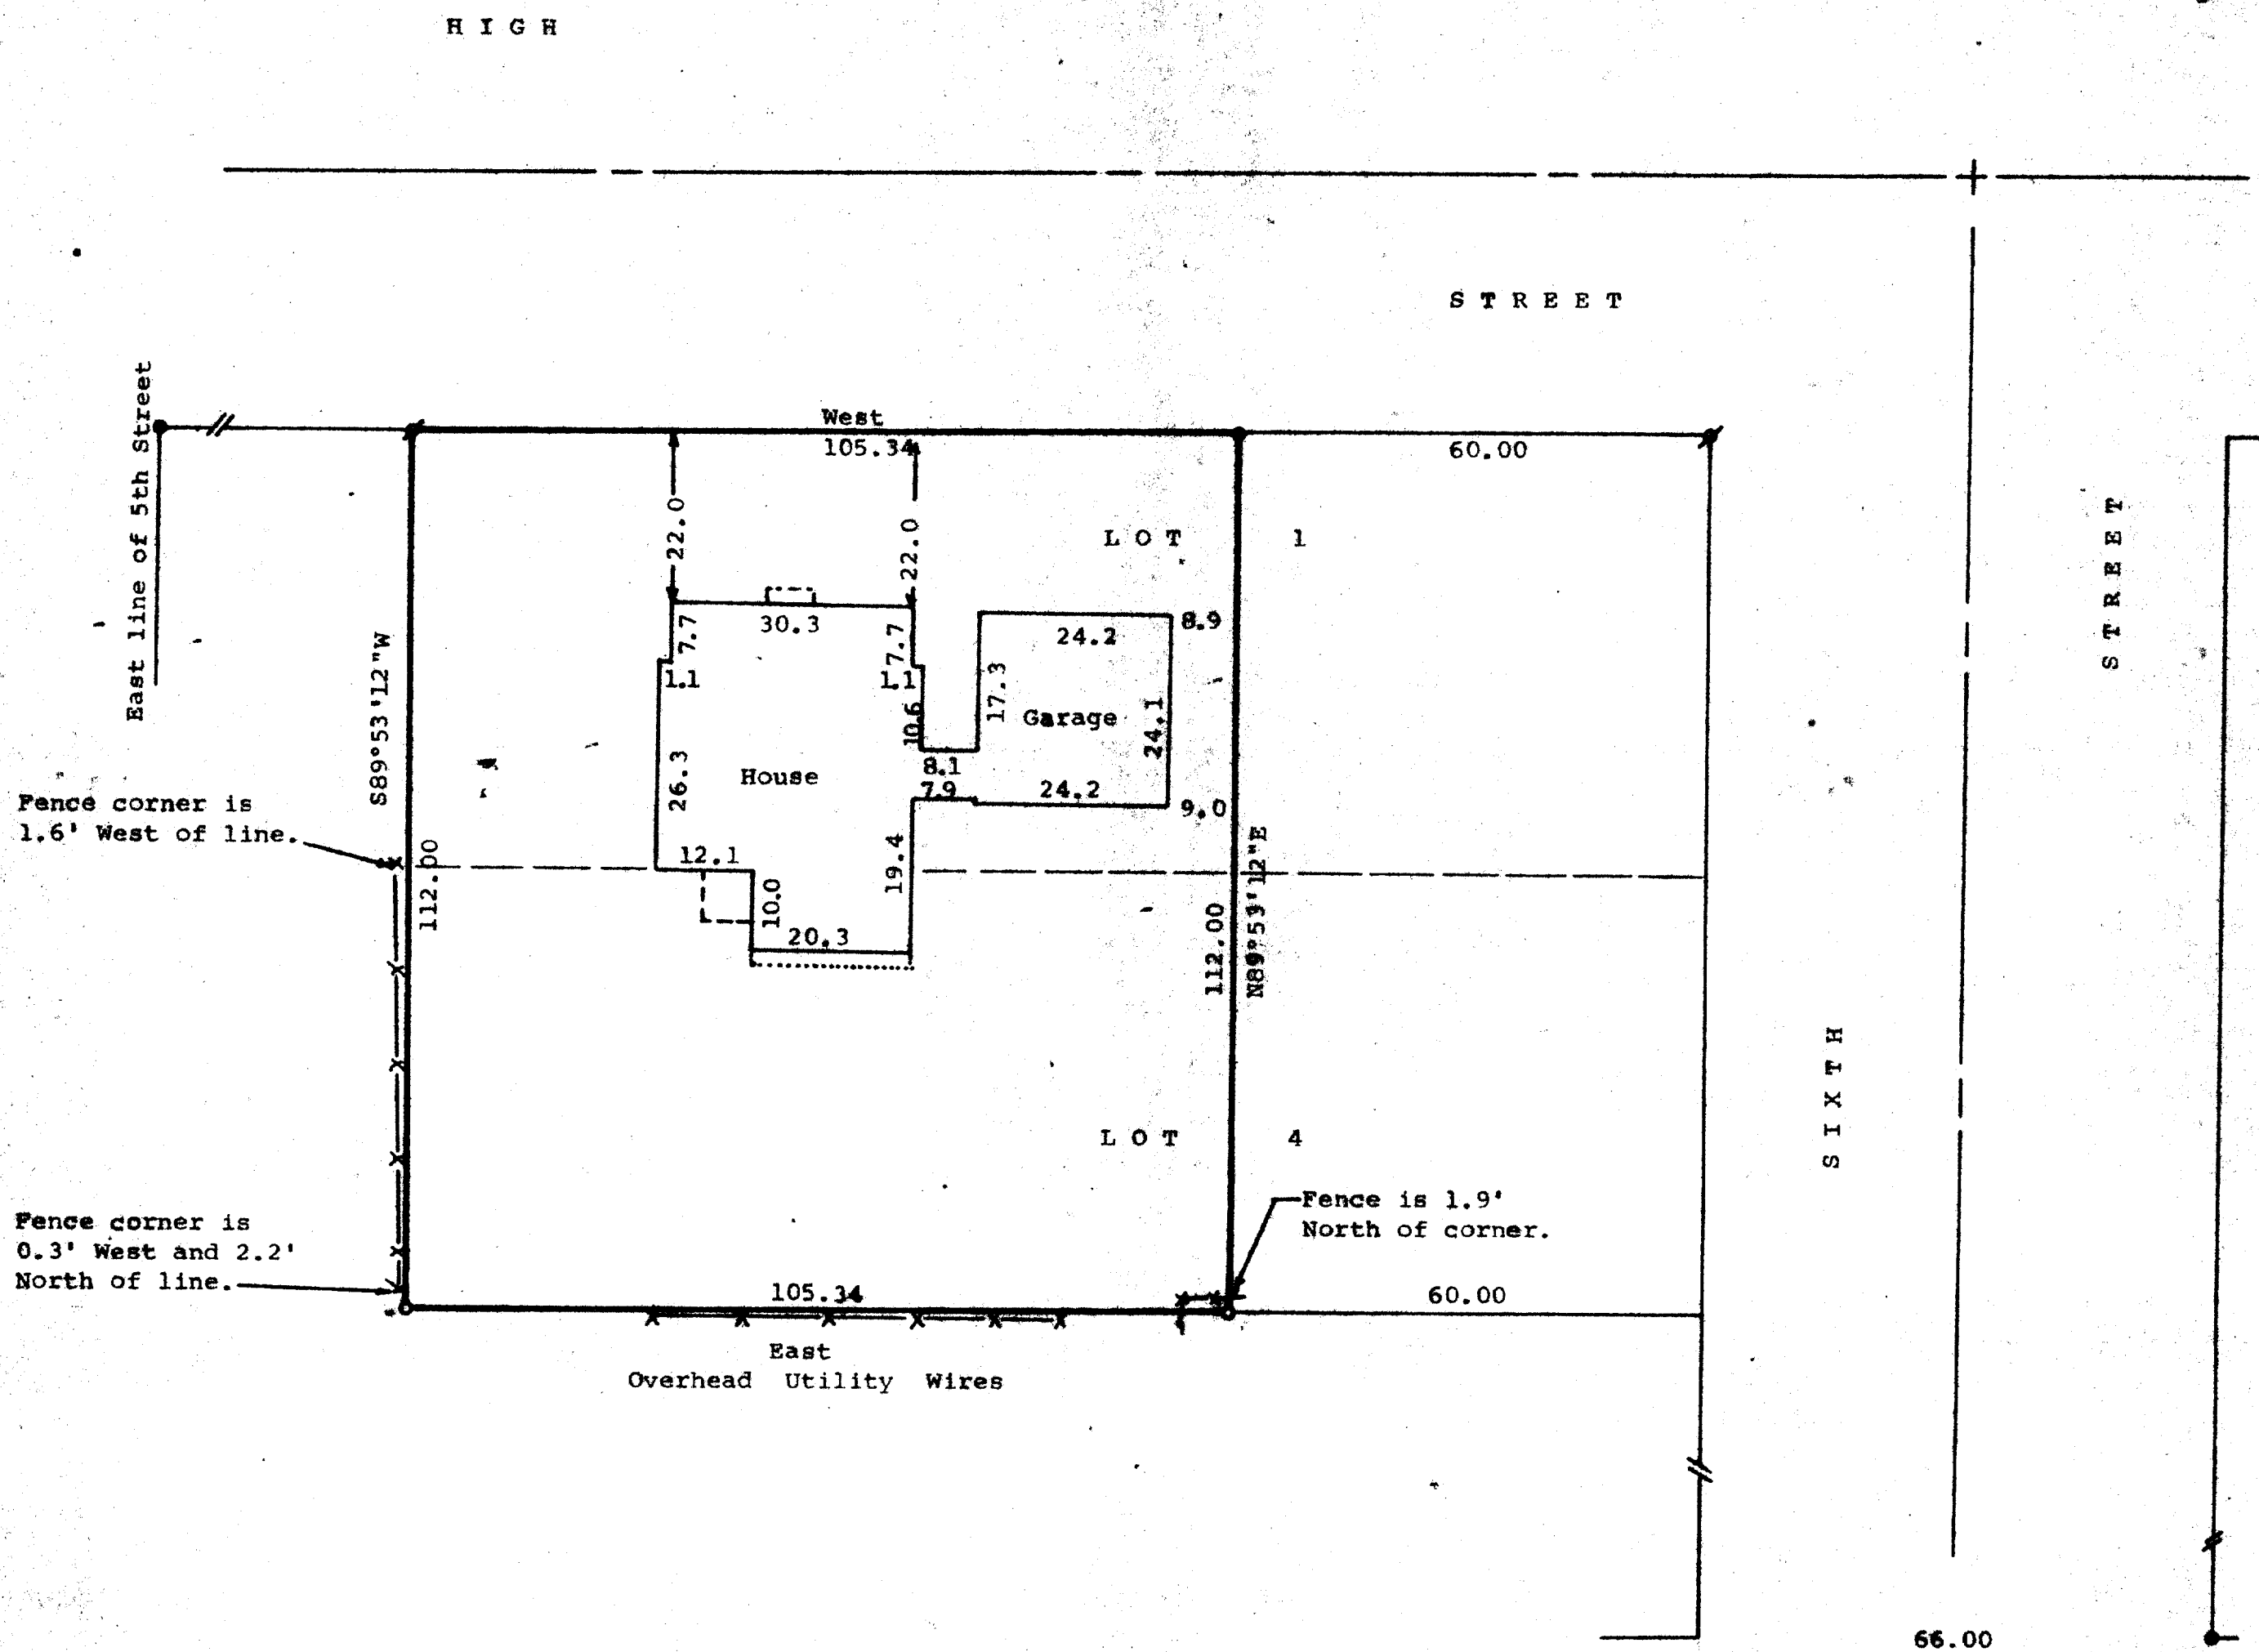 HIGH
STREET
East line of 5th Street
West
105.34
60.00
STREET
22.0
22.0
LOT 1
S89°53'12"W
7.7
30.3
7.7
24.2
8.9
1.1
1.1
17.3
10.6
Garage
24.1
26.3
House
8.1
7.9
24.2
9.0
Fence corner is
1.6' West of line.
112.00
12.1
19.4
10.0
20.3
N89°53'12"E
112.00
SIXTH
LOT 4
Fence corner is
0.3' West and 2.2'
North of line.
Fence is 1.9'
North of corner.
105.34
60.00
East
Overhead Utility Wires
66.00